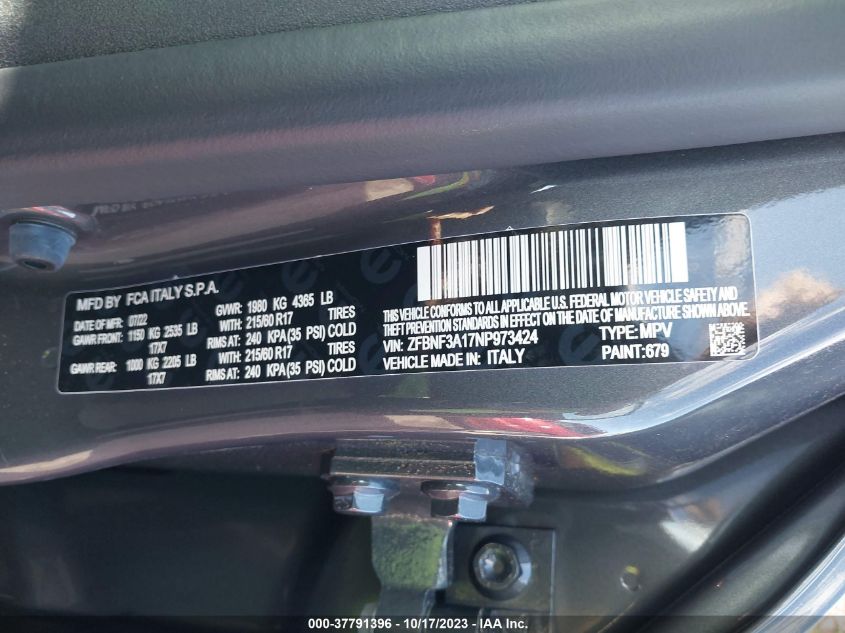 MFD BY FCA ITALY S.P.A.
DATE OF MFR: 07/22 GVWR: 1980 KG 4365 LB
GAWR FRONT: 1150 KG 2535 LB WITH: 215/60 R17 TIRES
17X7 RIMS AT: 240 KPA(35 PSI) COLD
GAWR REAR: 1000 KG 2205 LB WITH: 215/60 R17 TIRES
17X7 RIMS AT: 240 KPA(35 PSI) COLD
THIS VEHICLE CONFORMS TO ALL APPLICABLE U.S. FEDERAL MOTOR VEHICLE SAFETY AND
THEFT PREVENTION STANDARDS IN EFFECT ON THE DATE OF MANUFACTURE SHOWN ABOVE.
VIN: ZFBNF3A17NP973424 TYPE: MPV
VEHICLE MADE IN: ITALY PAINT: 679
000-37791396 - 10/17/2023 - IAA Inc.